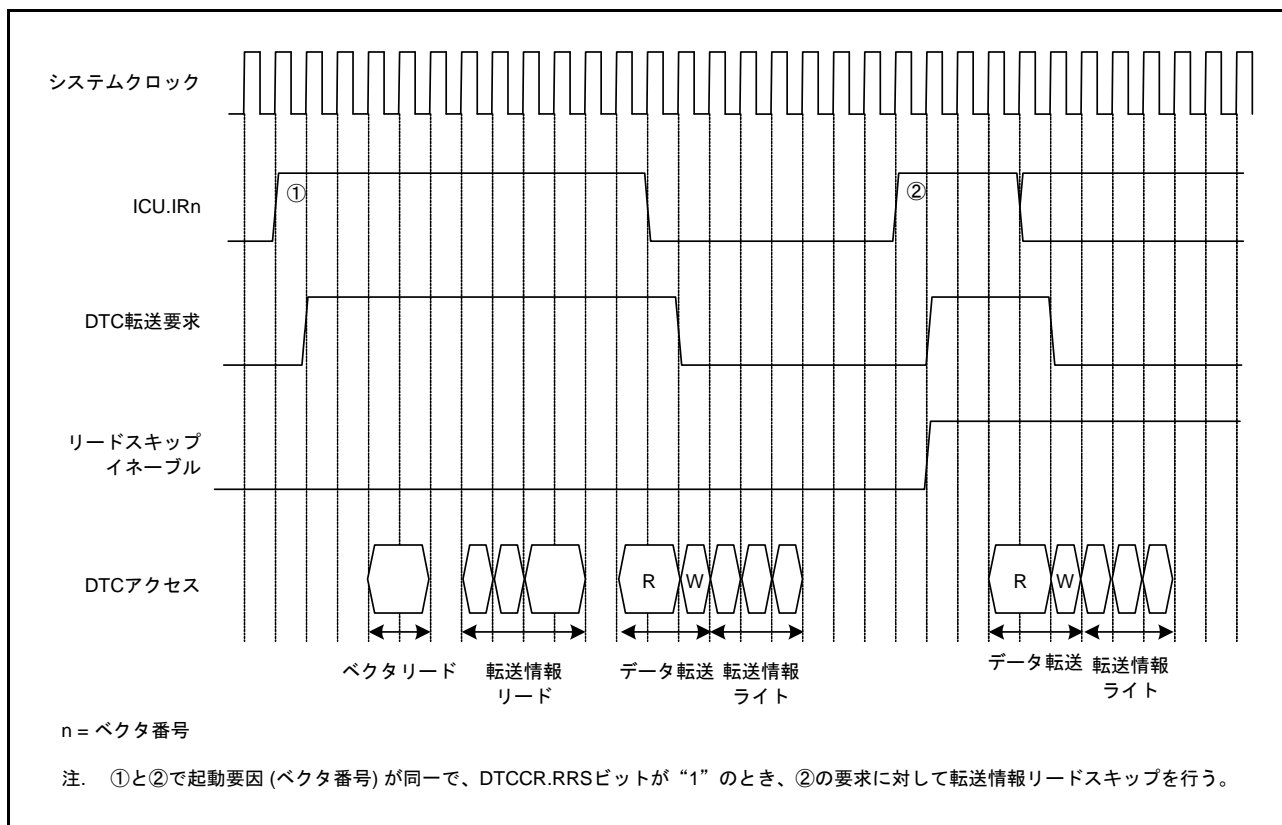 システムクロック
①
②
ICU.IRn
DTC転送要求
リードスキップ
イネーブル
DTCアクセス
R
W
R
W
ベクタリード
転送情報
リード
データ転送
転送情報
ライト
データ転送
転送情報
ライト
n = ベクタ番号
注. ①と②で起動要因 (ベクタ番号) が同一で、DTCCR.RRSビットが“1”のとき、②の要求に対して転送情報リードスキップを行う。